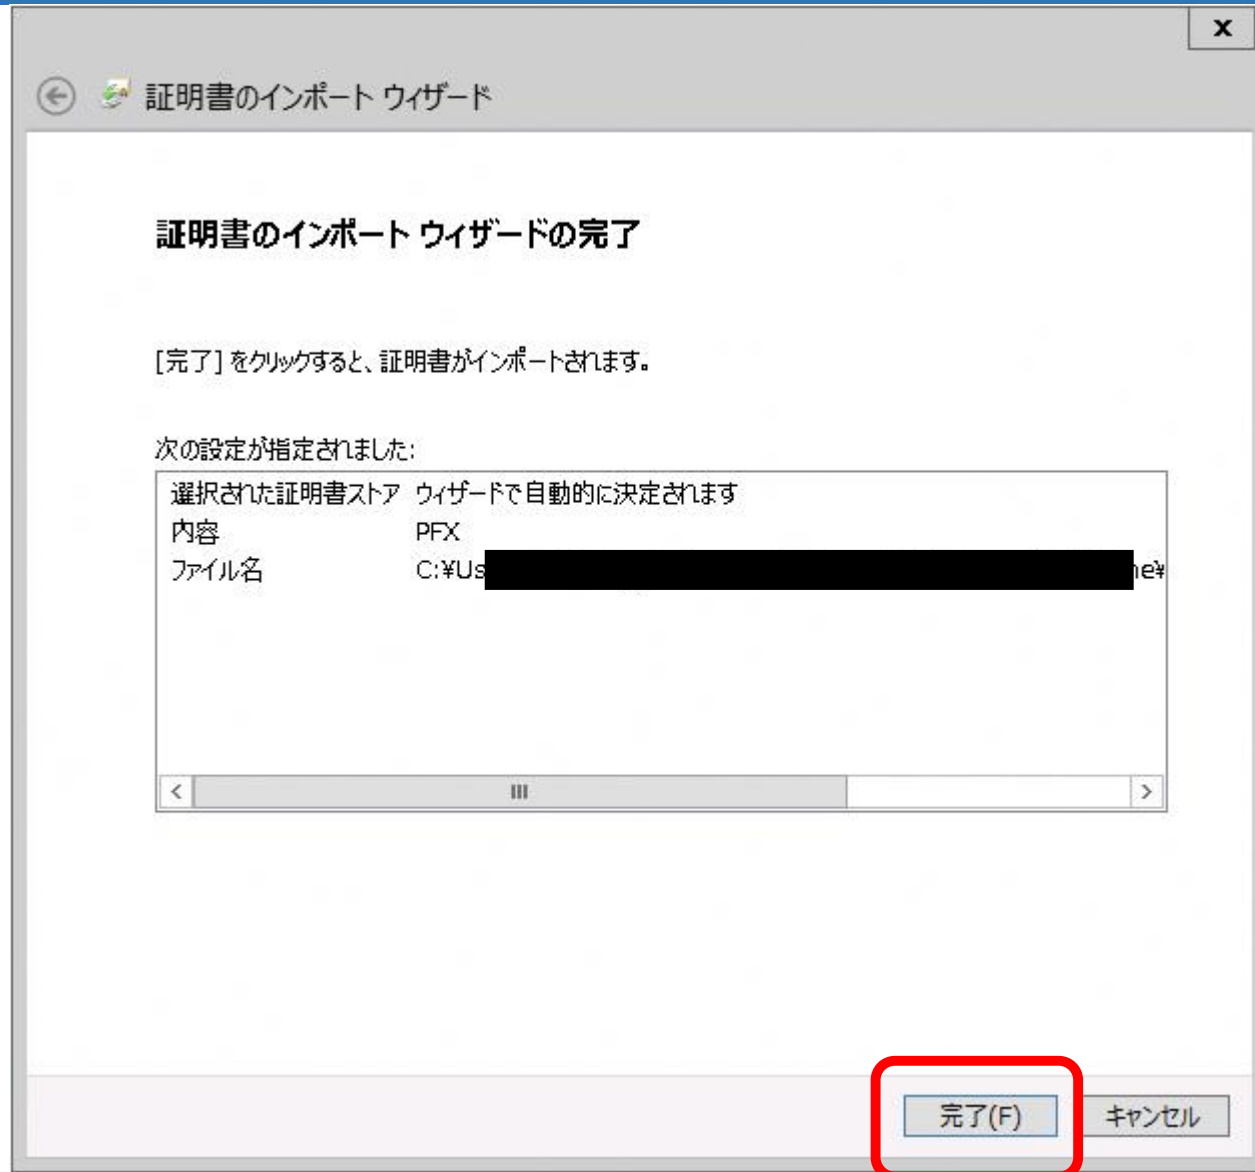 x
証明書のインポート ウィザード
証明書のインポート ウィザードの完了
[完了] をクリックすると、証明書がインポートされます。
次の設定が指定されました:
選択された証明書ストア ウィザードで自動的に決定されます
内容 PFX
ファイル名 C:¥Us ne¥
完了(F) キャンセル